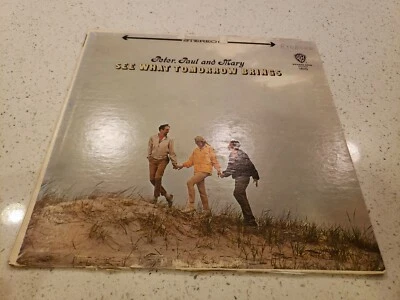 STEREO
Peter, Paul and Mary
SEE WHAT TOMORROW BRINGS